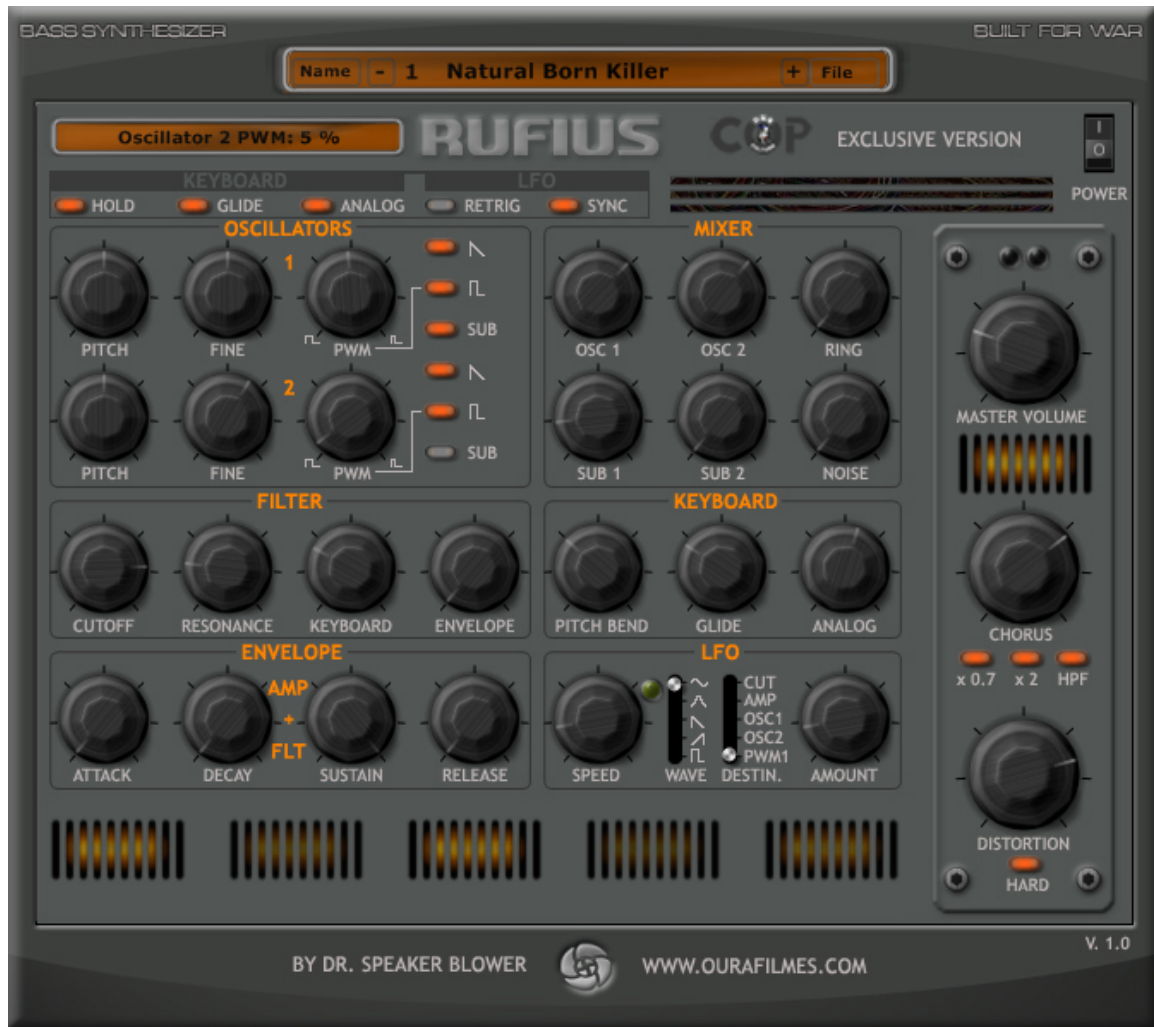 BASS SYNTHESIZER BUILT FOR WAR
Name - 1 Natural Born Killer + File
Oscillator 2 PWM: 5 % RUFIUS COP EXCLUSIVE VERSION
I
O
POWER
KEYBOARD LFO
HOLD GLIDE ANALOG RETRIG SYNC
OSCILLATORS MIXER
1
SUB
PITCH FINE PWM OSC 1 OSC 2 RING
2
SUB
PITCH FINE PWM SUB 1 SUB 2 NOISE
MASTER VOLUME
FILTER KEYBOARD
CUTOFF RESONANCE KEYBOARD ENVELOPE PITCH BEND GLIDE ANALOG
CHORUS
x 0.7 x 2 HPF
ENVELOPE LFO
AMP
+
FLT
CUT
AMP
OSC1
OSC2
PWM1
ATTACK DECAY SUSTAIN RELEASE SPEED WAVE DESTIN. AMOUNT
DISTORTION
HARD
V. 1.0
BY DR. SPEAKER BLOWER WWW.OURAFILMES.COM